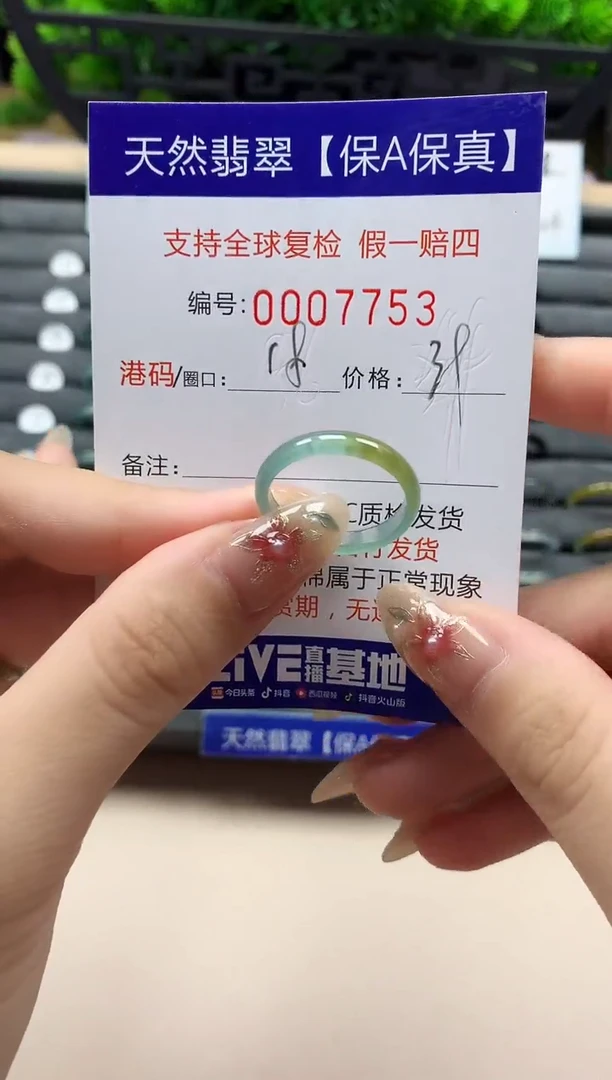 天然翡翠【保A保真】
支持全球复检 假一赔四
编号:0007753
港码/圈口: 价格:
备注:
C质检发货
发货
棉属于正常现象
货期，无
LIVE直播基地
今日头条 抖音 西瓜视频 抖音火山版
天然翡翠【保A